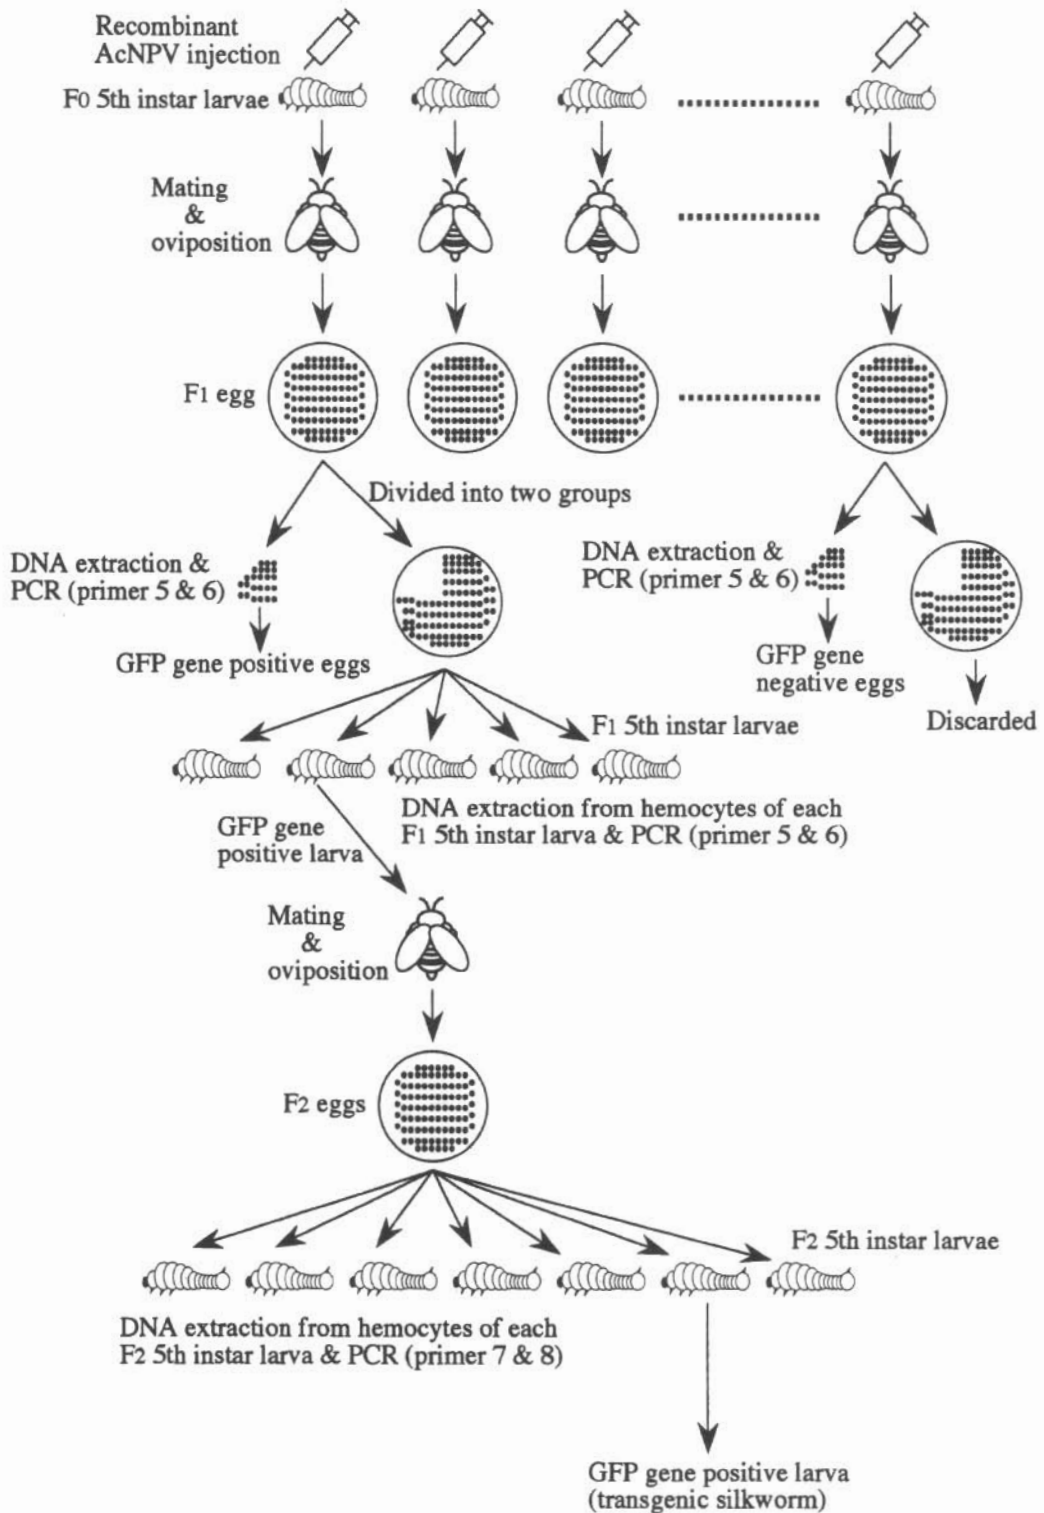 Recombinant
AcNPV injection
F0 5th instar larvae
Mating
&
oviposition
F1 egg
Divided into two groups
DNA extraction &
PCR (primer 5 & 6)
GFP gene positive eggs
DNA extraction &
PCR (primer 5 & 6)
GFP gene
negative eggs
Discarded
F1 5th instar larvae
DNA extraction from hemocytes of each
F1 5th instar larva & PCR (primer 5 & 6)
GFP gene
positive larva
Mating
&
oviposition
F2 eggs
F2 5th instar larvae
DNA extraction from hemocytes of each
F2 5th instar larva & PCR (primer 7 & 8)
GFP gene positive larva
(transgenic silkworm)